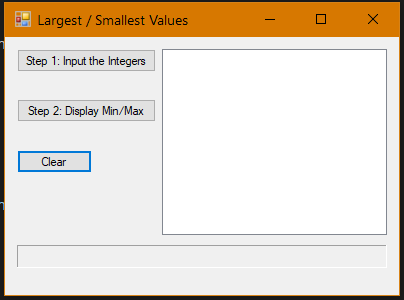 Largest / Smallest Values
Step 1: Input the Integers
Step 2: Display Min/Max
Clear